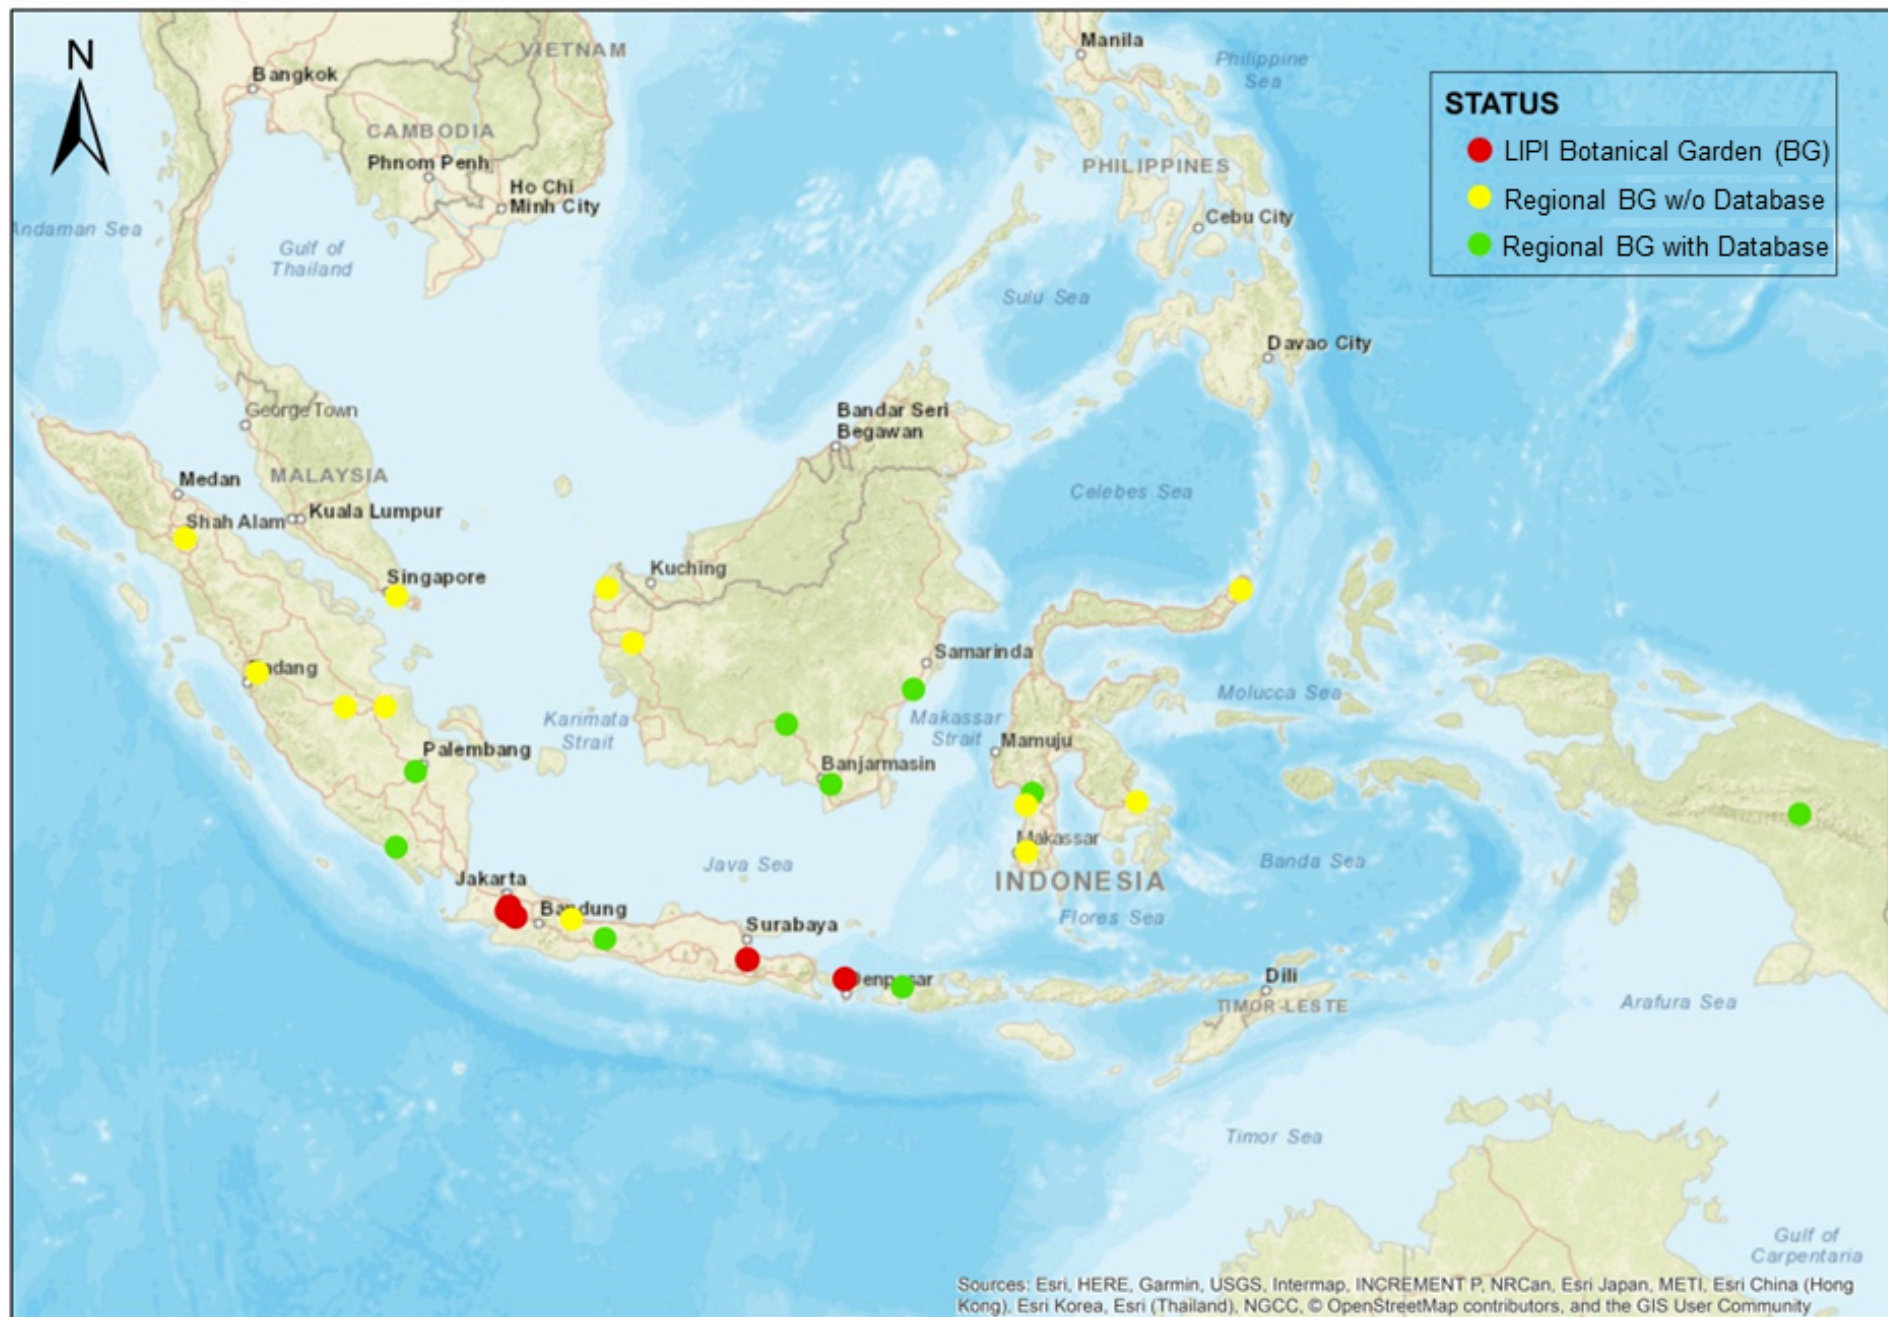 N
VIETNAM
Bangkok
CAMBODIA
Phnom Penh
Ho Chi
Minh City
Andaman Sea
Gulf of
Thailand
Manila
Philippine
Sea
PHILIPPINES
Cebu City
Sulu Sea
Davao City
STATUS
LIPI Botanical Garden (BG)
Regional BG w/o Database
Regional BG with Database
George Town
Bandar Seri
Begawan
Medan
MALAYSIA
Shah Alam
Kuala Lumpur
Celebes Sea
Singapore
Kuching
Samarinda
Molucca Sea
Karimata
Strait
Makassar
Strait
Mamuju
Palembang
Banjarmasin
Makassar
Java Sea
Banda Sea
INDONESIA
Jakarta
Bandung
Flores Sea
Surabaya
Denpasar
Dili
TIMOR-LESTE
Arafura Sea
Timor Sea
Gulf of
Carpentaria
Sources: Esri, HERE, Garmin, USGS, Intermap, INCREMENT P, NRCan, Esri Japan, METI, Esri China (Hong
Kong), Esri Korea, Esri (Thailand), NGCC, © OpenStreetMap contributors, and the GIS User Community